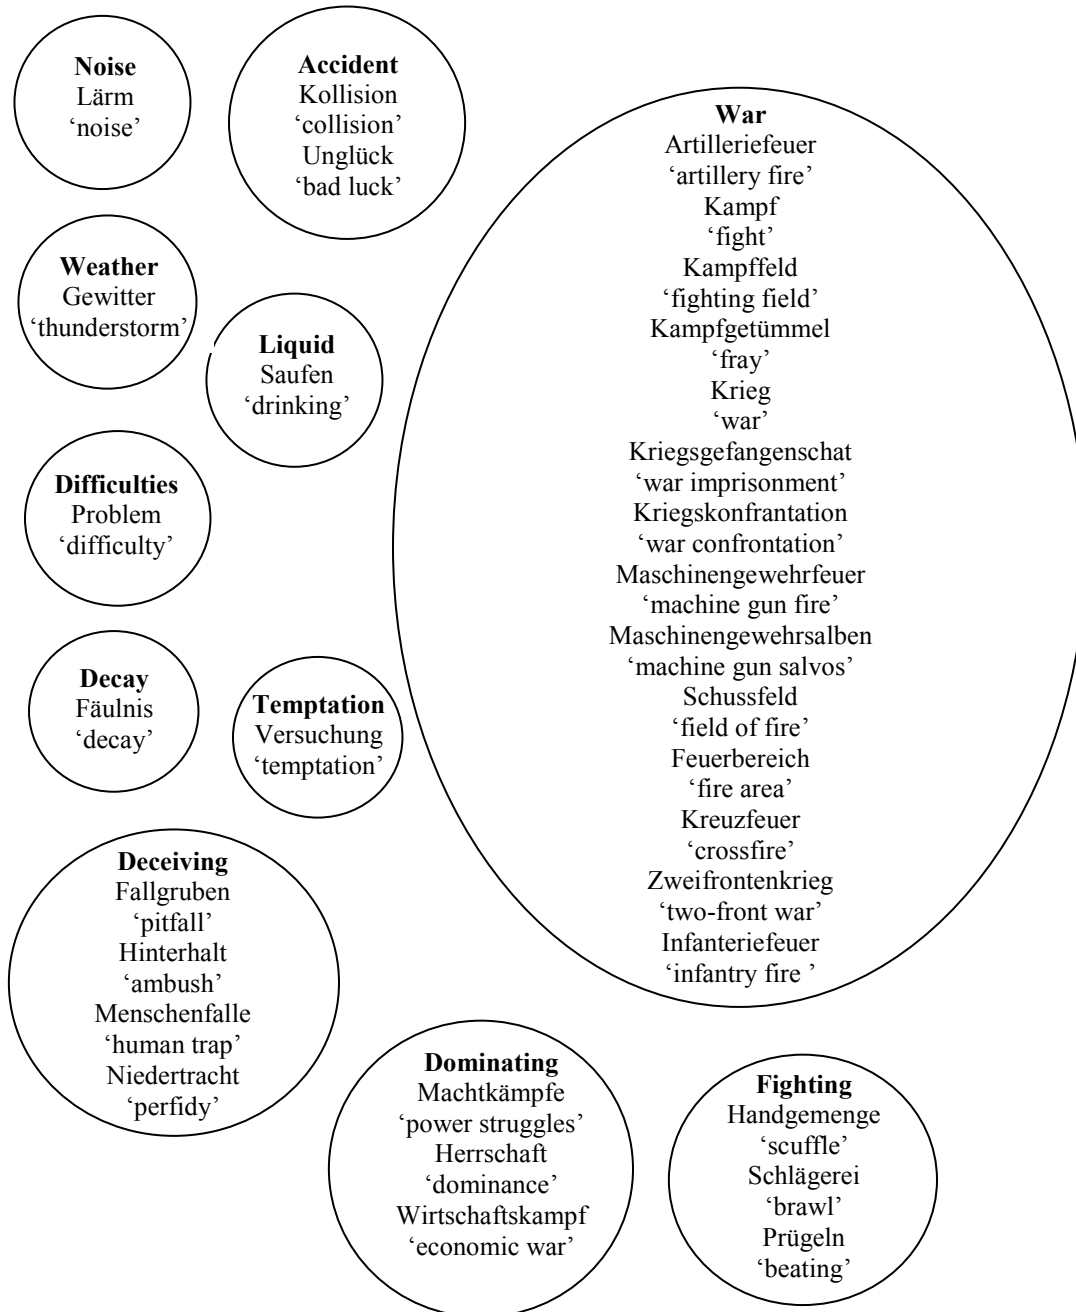 Noise
Lärm
‘noise’
Accident
Kollision
‘collision’
Unglück
‘bad luck’
War
Artilleriefeuer
‘artillery fire’
Kampf
‘fight’
Kampffeld
‘fighting field’
Kampfgetümmel
‘fray’
Krieg
‘war’
Kriegsgefangenschat
‘war imprisonment’
Kriegskonfrantation
‘war confrontation’
Maschinengewehrfeuer
‘machine gun fire’
Maschinengewehrsalben
‘machine gun salvos’
Schussfeld
‘field of fire’
Feuerbereich
‘fire area’
Kreuzfeuer
‘crossfire’
Zweifrontenkrieg
‘two-front war’
Infanteriefeuer
‘infantry fire ’
Weather
Gewitter
‘thunderstorm’
Liquid
Saufen
‘drinking’
Difficulties
Problem
‘difficulty’
Decay
Fäulnis
‘decay’
Temptation
Versuchung
‘temptation’
Deceiving
Fallgruben
‘pitfall’
Hinterhalt
‘ambush’
Menschenfalle
‘human trap’
Niedertracht
‘perfidy’
Dominating
Machtkämpfe
‘power struggles’
Herrschaft
‘dominance’
Wirtschaftskampf
‘economic war’
Fighting
Handgemenge
‘scuffle’
Schlägerei
‘brawl’
Prügeln
‘beating’